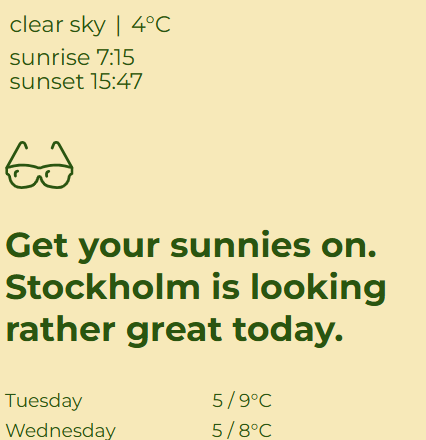 clear sky | 4°C
sunrise 7:15
sunset 15:47
Get your sunnies on.
Stockholm is looking
rather great today.
Tuesday 5 / 9°C
Wednesday 5 / 8°C